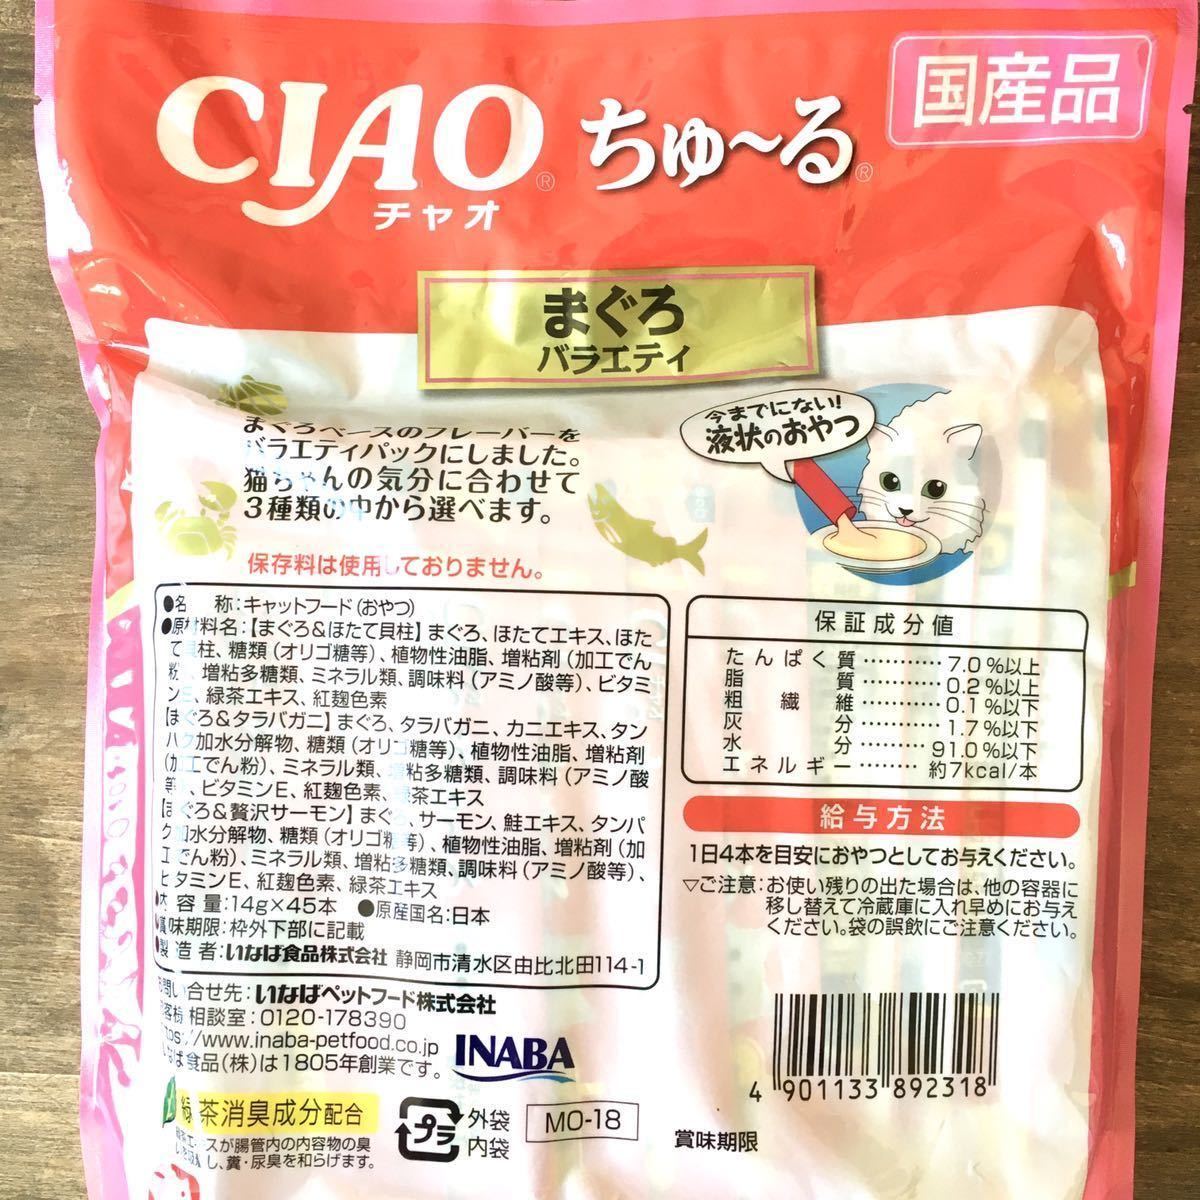 国産品
CIAO® ちゅ～る®
チャオ
まぐろ
バラエティ
まぐろベースのフレーバーを
バラエティパックにしました。
猫ちゃんの気分に合わせて
3種類の中から選べます。
今までにない!
液状のおやつ
保存料は使用しておりません。
●名　称:キャットフード(おやつ)
●原材料名:【まぐろ&ほたて貝柱】まぐろ、ほたてエキス、ほた
て貝柱、糖類(オリゴ糖等)、植物性油脂、増粘剤(加工でん
粉)、増粘多糖類、ミネラル類、調味料(アミノ酸等)、ビタミ
ンE、緑茶エキス、紅麹色素
【まぐろ&タラバガニ】まぐろ、タラバガニ、カニエキス、タン
パク加水分解物、糖類(オリゴ糖等)、植物性油脂、増粘剤
(加工でん粉)、ミネラル類、増粘多糖類、調味料(アミノ酸
等)、ビタミンE、紅麹色素、緑茶エキス
【まぐろ&贅沢サーモン】まぐろ、サーモン、鮭エキス、タンパ
ク加水分解物、糖類(オリゴ糖等)、植物性油脂、増粘剤(加
工でん粉)、ミネラル類、増粘多糖類、調味料(アミノ酸等)、
ビタミンE、紅麹色素、緑茶エキス
容量:14g×45本 ●原産国名:日本
賞味期限:枠外下部に記載
製造者:いなば食品株式会社 静岡市清水区由比北田114-1
お問い合せ先:いなばペットフード株式会社
お客様相談室:0120-178390
https://www.inaba-petfood.co.jp
いなば食品(株)は1805年創業です。
INABA
緑茶消臭成分配合
緑茶エキスが腸管内の内容物の臭
いを吸着し、糞・尿臭を和らげます。
プラ
外袋
内袋
MO-18
保証成分値
たんぱく質………7.0%以上
脂質………0.2%以上
粗繊維………0.1%以下
灰分………1.7%以下
水分………91.0%以下
エネルギー………約7kcal/本
給与方法
1日4本を目安におやつとしてお与えください。
▽ご注意:お使い残りの出た場合は、他の容器に
移し替えて冷蔵庫に入れ早めにお与え
ください。袋の誤飲にご注意ください。
4 901133 892318
賞味期限